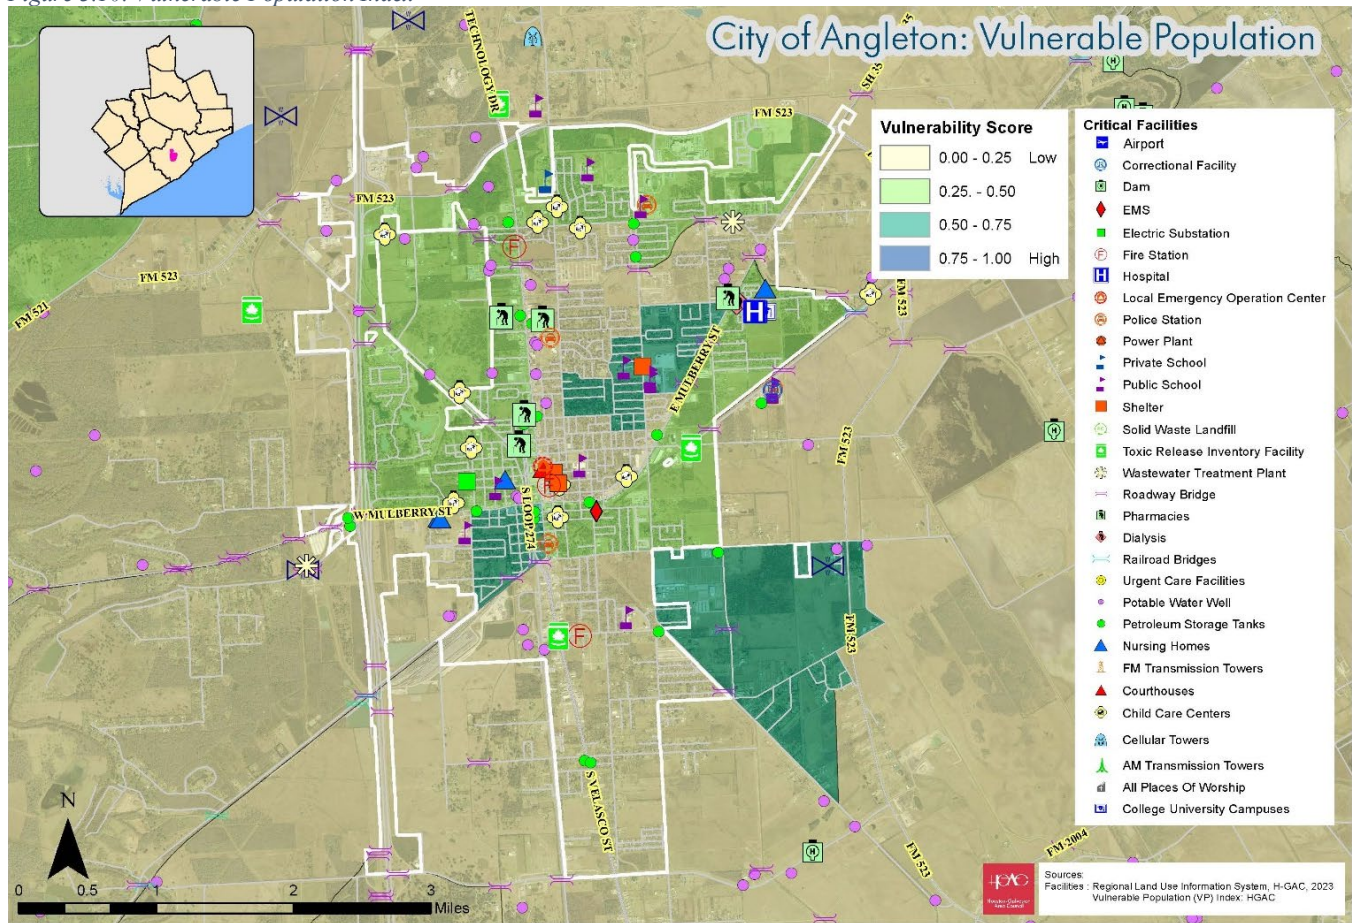 City of Angleton: Vulnerable Population
TECHNOLOGY DR
SH 35
FM 523
FM 523
FM 523
FM 521
FM 523
E MULBERRY ST
FM 523
W MULBERRY ST
S LOOP 274
FM 523
S VELASCO ST
FM 523
FM-2004
Vulnerability Score
0.00 - 0.25 Low
0.25. - 0.50
0.50 - 0.75
0.75 - 1.00 High
Critical Facilities
Airport
Correctional Facility
Dam
EMS
Electric Substation
Fire Station
Hospital
Local Emergency Operation Center
Police Station
Power Plant
Private School
Public School
Shelter
Solid Waste Landfill
Toxic Release Inventory Facility
Wastewater Treatment Plant
Roadway Bridge
Pharmacies
Dialysis
Railroad Bridges
Urgent Care Facilities
Potable Water Well
Petroleum Storage Tanks
Nursing Homes
FM Transmission Towers
Courthouses
Child Care Centers
Cellular Towers
AM Transmission Towers
All Places Of Worship
College University Campuses
N
0 0.5 1 2 3
Miles
Sources:
Facilities : Regional Land Use Information System, H-GAC, 2023
Vulnerable Population (VP) Index: HGAC